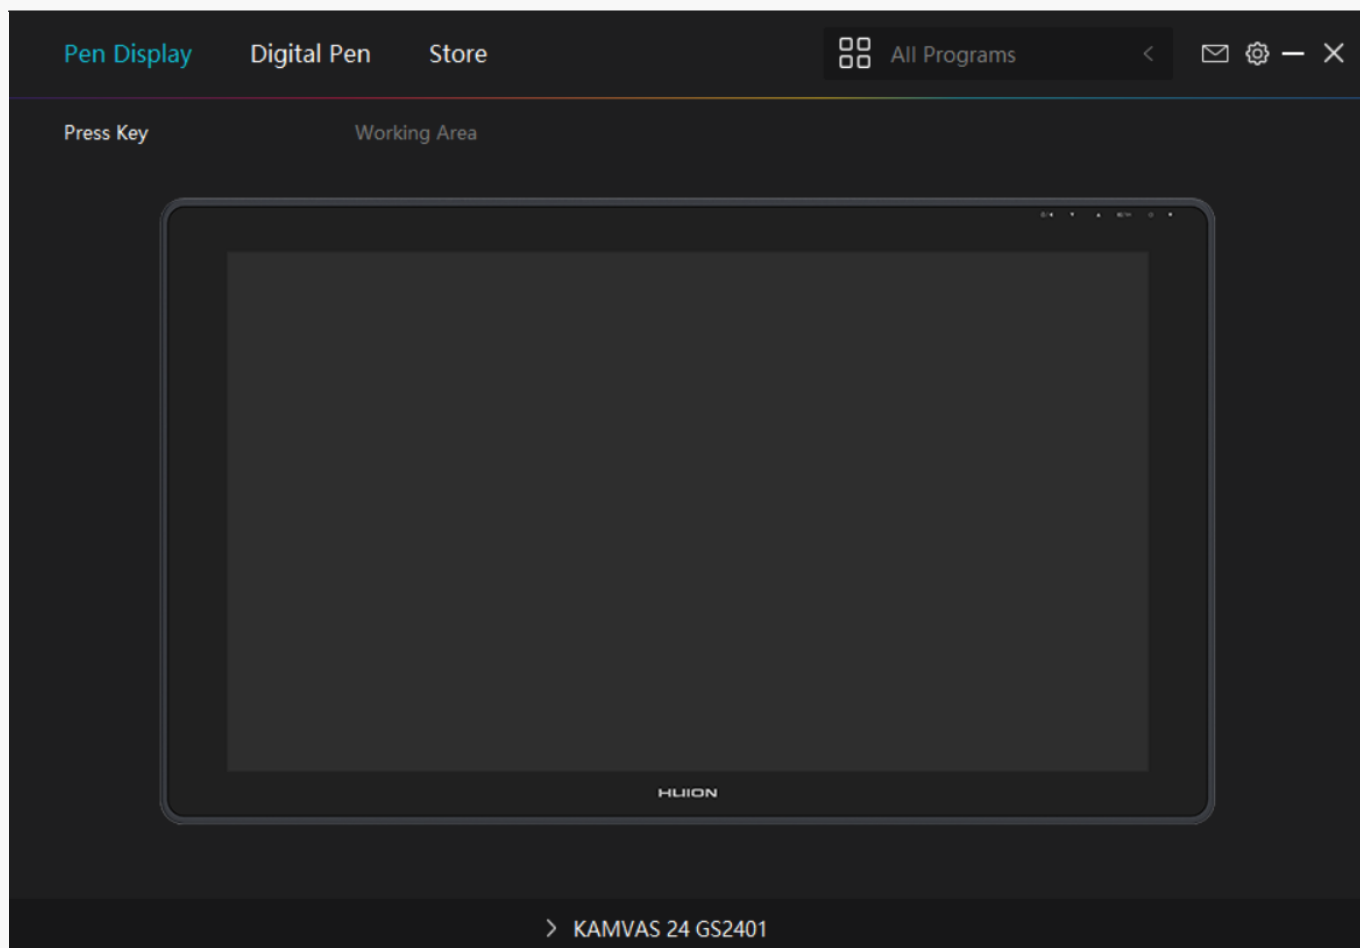 Pen Display Digital Pen Store All Programs
Press Key Working Area
HUION
KAMVAS 24 GS2401